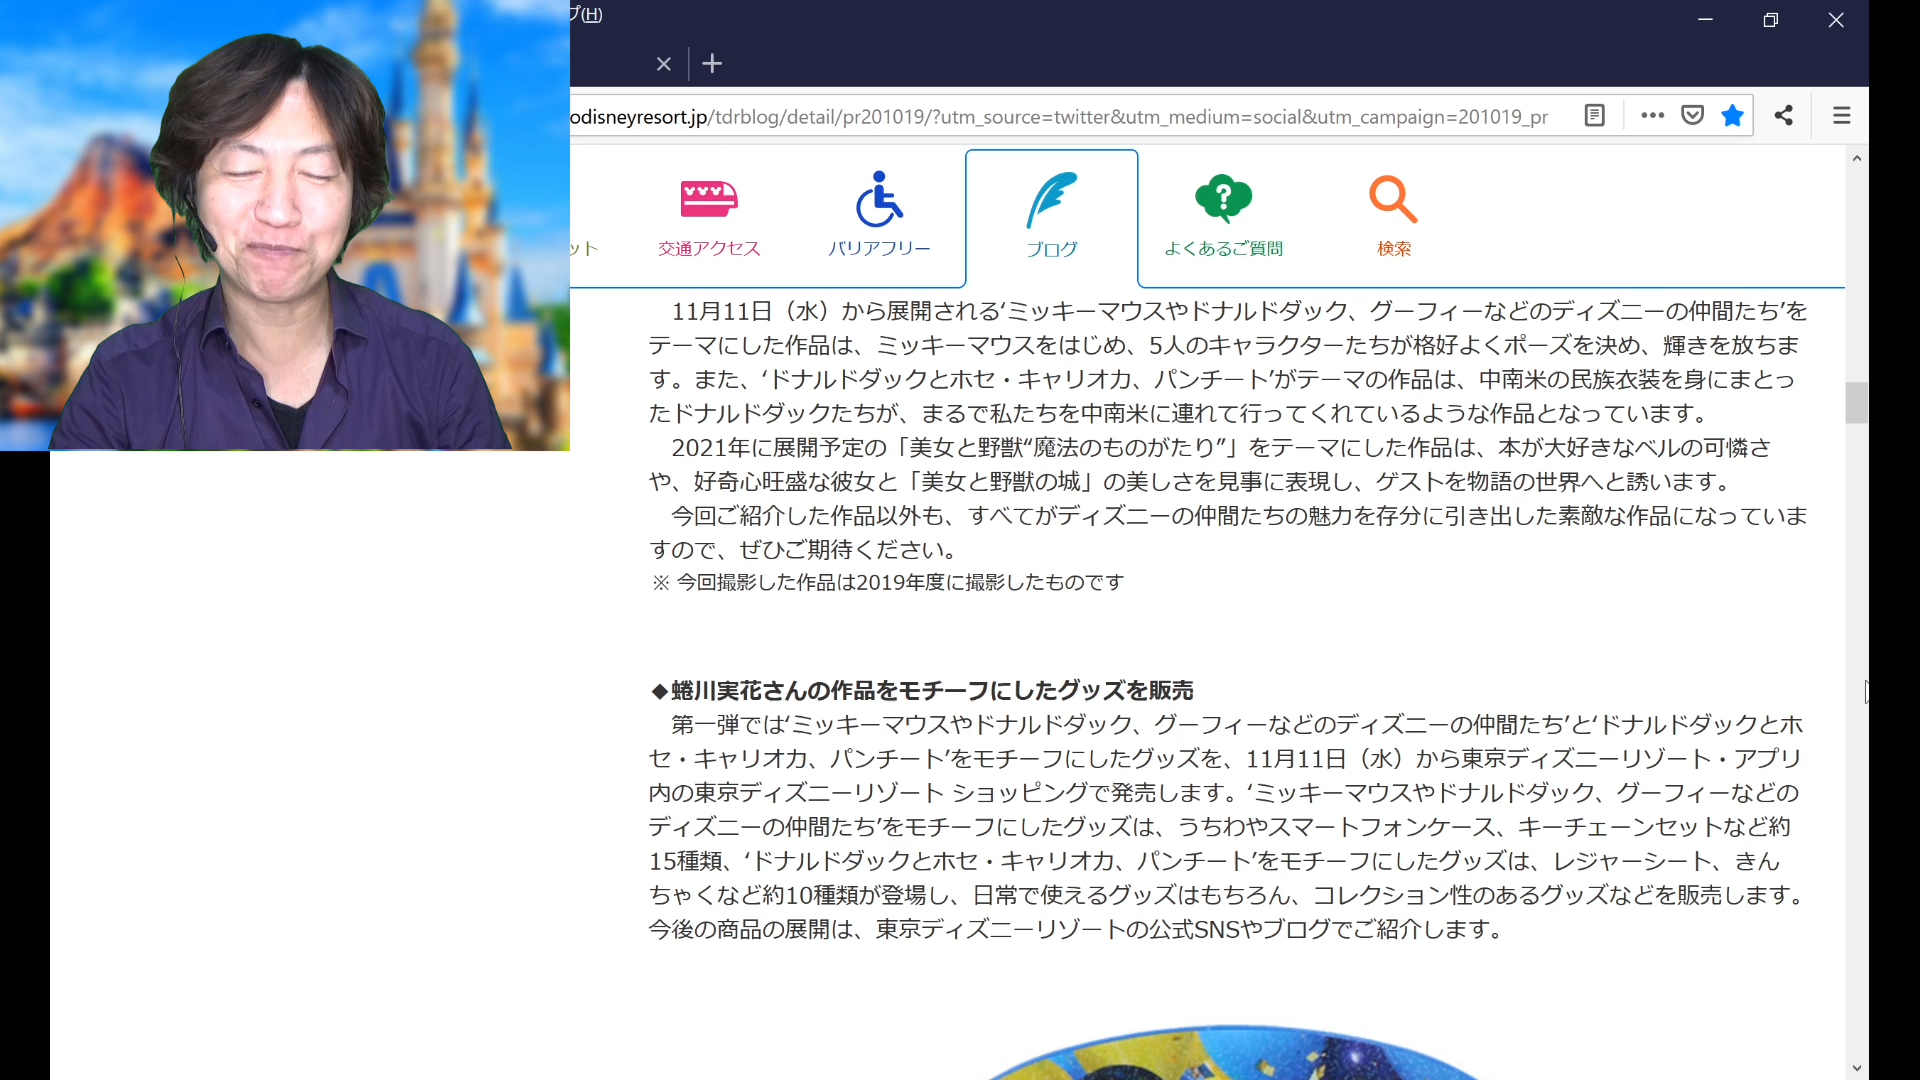 プ(H)
odisneyresort.jp/tdrblog/detail/pr201019/?utm_source=twitter&utm_medium=social&utm_campaign=201019_pr
ット
交通アクセス
バリアフリー
ブログ
よくあるご質問
検索
11月11日（水）から展開される‘ミッキーマウスやドナルドダック、グーフィーなどのディズニーの仲間たち’を
テーマにした作品は、ミッキーマウスをはじめ、5人のキャラクターたちが格好よくポーズを決め、輝きを放ちま
す。また、‘ドナルドダックとホセ・キャリオカ、パンチート’がテーマの作品は、中南米の民族衣装を身にまとっ
たドナルドダックたちが、まるで私たちを中南米に連れて行ってくれているような作品となっています。
2021年に展開予定の「美女と野獣“魔法のものがたり”」をテーマにした作品は、本が大好きなベルの可憐さ
や、好奇心旺盛な彼女と「美女と野獣の城」の美しさを見事に表現し、ゲストを物語の世界へと誘います。
今回ご紹介した作品以外も、すべてがディズニーの仲間たちの魅力を存分に引き出した素敵な作品になっていま
すので、ぜひご期待ください。
※ 今回撮影した作品は2019年度に撮影したものです
◆蜷川実花さんの作品をモチーフにしたグッズを販売
第一弾では‘ミッキーマウスやドナルドダック、グーフィーなどのディズニーの仲間たち’と‘ドナルドダックとホ
セ・キャリオカ、パンチート’をモチーフにしたグッズを、11月11日（水）から東京ディズニーリゾート・アプリ
内の東京ディズニーリゾート ショッピングで発売します。‘ミッキーマウスやドナルドダック、グーフィーなどの
ディズニーの仲間たち’をモチーフにしたグッズは、うちわやスマートフォンケース、キーチェーンセットなど約
15種類、‘ドナルドダックとホセ・キャリオカ、パンチート’をモチーフにしたグッズは、レジャーシート、きん
ちゃくなど約10種類が登場し、日常で使えるグッズはもちろん、コレクション性のあるグッズなどを販売します。
今後の商品の展開は、東京ディズニーリゾートの公式SNSやブログでご紹介します。